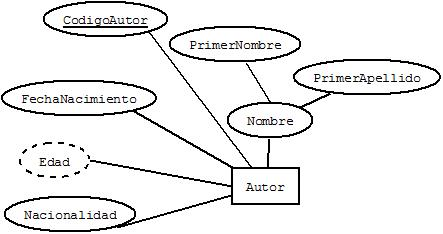 CodigoAutor
PrimerNombre
PrimerApellido
FechaNacimiento
Nombre
Edad
Autor
Nacionalidad